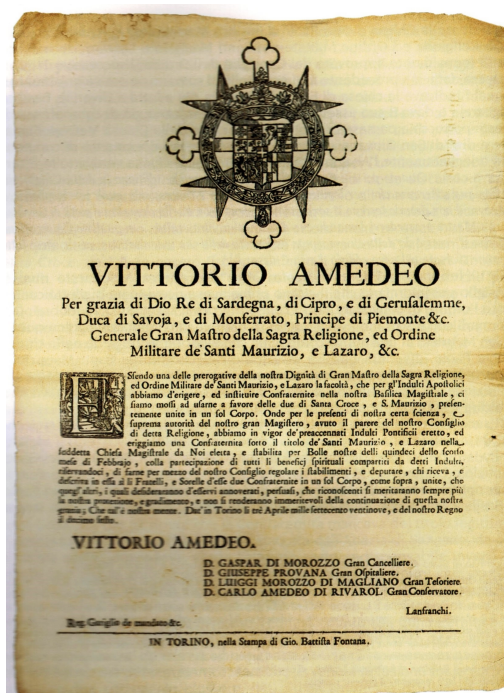 VITTORIO AMEDEO
Per grazia di Dio Re di Sardegna, di Cipro, e di Gerusalemme,
Duca di Savoja, e di Monferrato, Principe di Piemonte &c.
Generale Gran Mastro della Sagra Religione, ed Ordine
Militare de' Santi Maurizio, e Lazaro, &c.
ESsendo una delle prerogative della nostra Dignità di Gran Mastro della Sagra Religione,
ed Ordine Militare de' Santi Maurizio, e Lazaro la facoltà, che per gl'Indulti Apostolici
abbiamo d'erigere, ed instituire Confraternite nella nostra Basilica Magistrale, ci
siamo mossi ad usarne a favore delle due di Santa Croce, e S. Maurizio, presen-
temente unite in un sol Corpo. Onde per le presenti di nostra certa scienza, e
suprema autorità del nostro gran Magistero, avuto il parere del nostro Consiglio
di detta Religione, abbiamo in vigor de' preaccennati Indulti Pontificii eretto, ed
eriggiamo una Confraternita sotto il titolo de' Santi Maurizio, e Lazaro nella
suddetta Chiesa Magistrale da Noi eletta, e stabilita per Bolle nostre delli quindeci dello scorso
mese di Febbrajo, colla partecipazione di tutti li beneficj spirituali compartiti da detti Indulti,
riservandoci, di farne per mezzo del nostro Consiglio regolare i stabilimenti, e depurare, chi riceva, e
descriva in essa li Fratelli, e Sorelle d'esse due Confraternite in un sol Corpo, come sopra, unite, che
quegl'altri, i quali desideraranno d'esservi annoverati, persuasi, che riconoscenti si meritaranno sempre più
la nostra protezione, e gradimento, e non si renderanno immeritevoli della continuazione di questa nostra
grazia; Che tal'è nostra mente. Dat' in Torino li trè Aprile mille settecento ventinove, e del nostro Regno
il decimo sesto.
VITTORIO AMEDEO.
D. GASPAR DI MOROZZO Gran Cancelliere.
D. GIUSEPPE PROVANA Gran Ospitaliere.
D. LUIGGI MOROZZO DI MAGLIANO Gran Tesoriere.
D. CARLO AMEDEO DI RIVAROL Gran Conservatore.
Lanfranchi.
Reg. de mandato &c.
IN TORINO, nella Stampa di Gio. Battista Fontana.